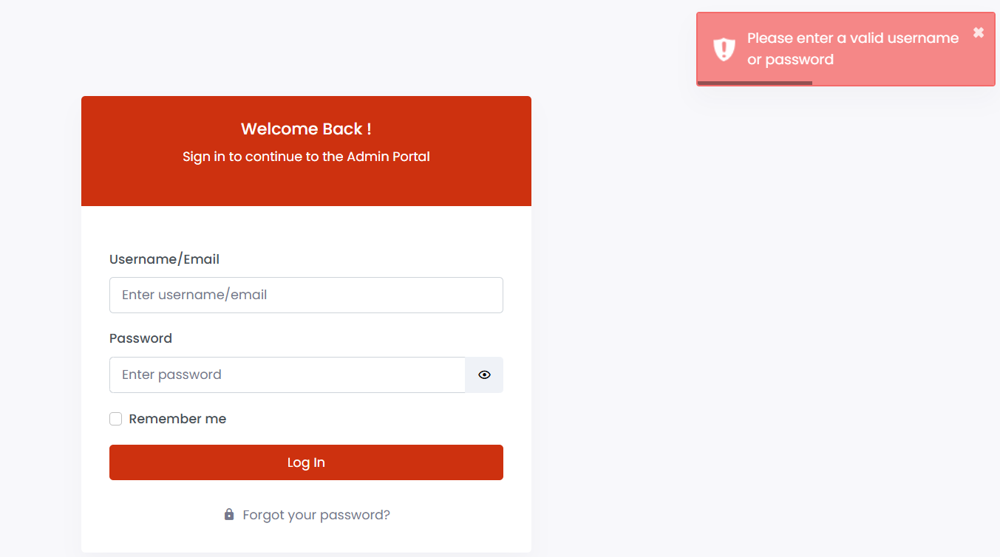 Please enter a valid username
or password
Welcome Back !
Sign in to continue to the Admin Portal
Username/Email
Enter username/email
Password
Enter password
Remember me
Log In
Forgot your password?